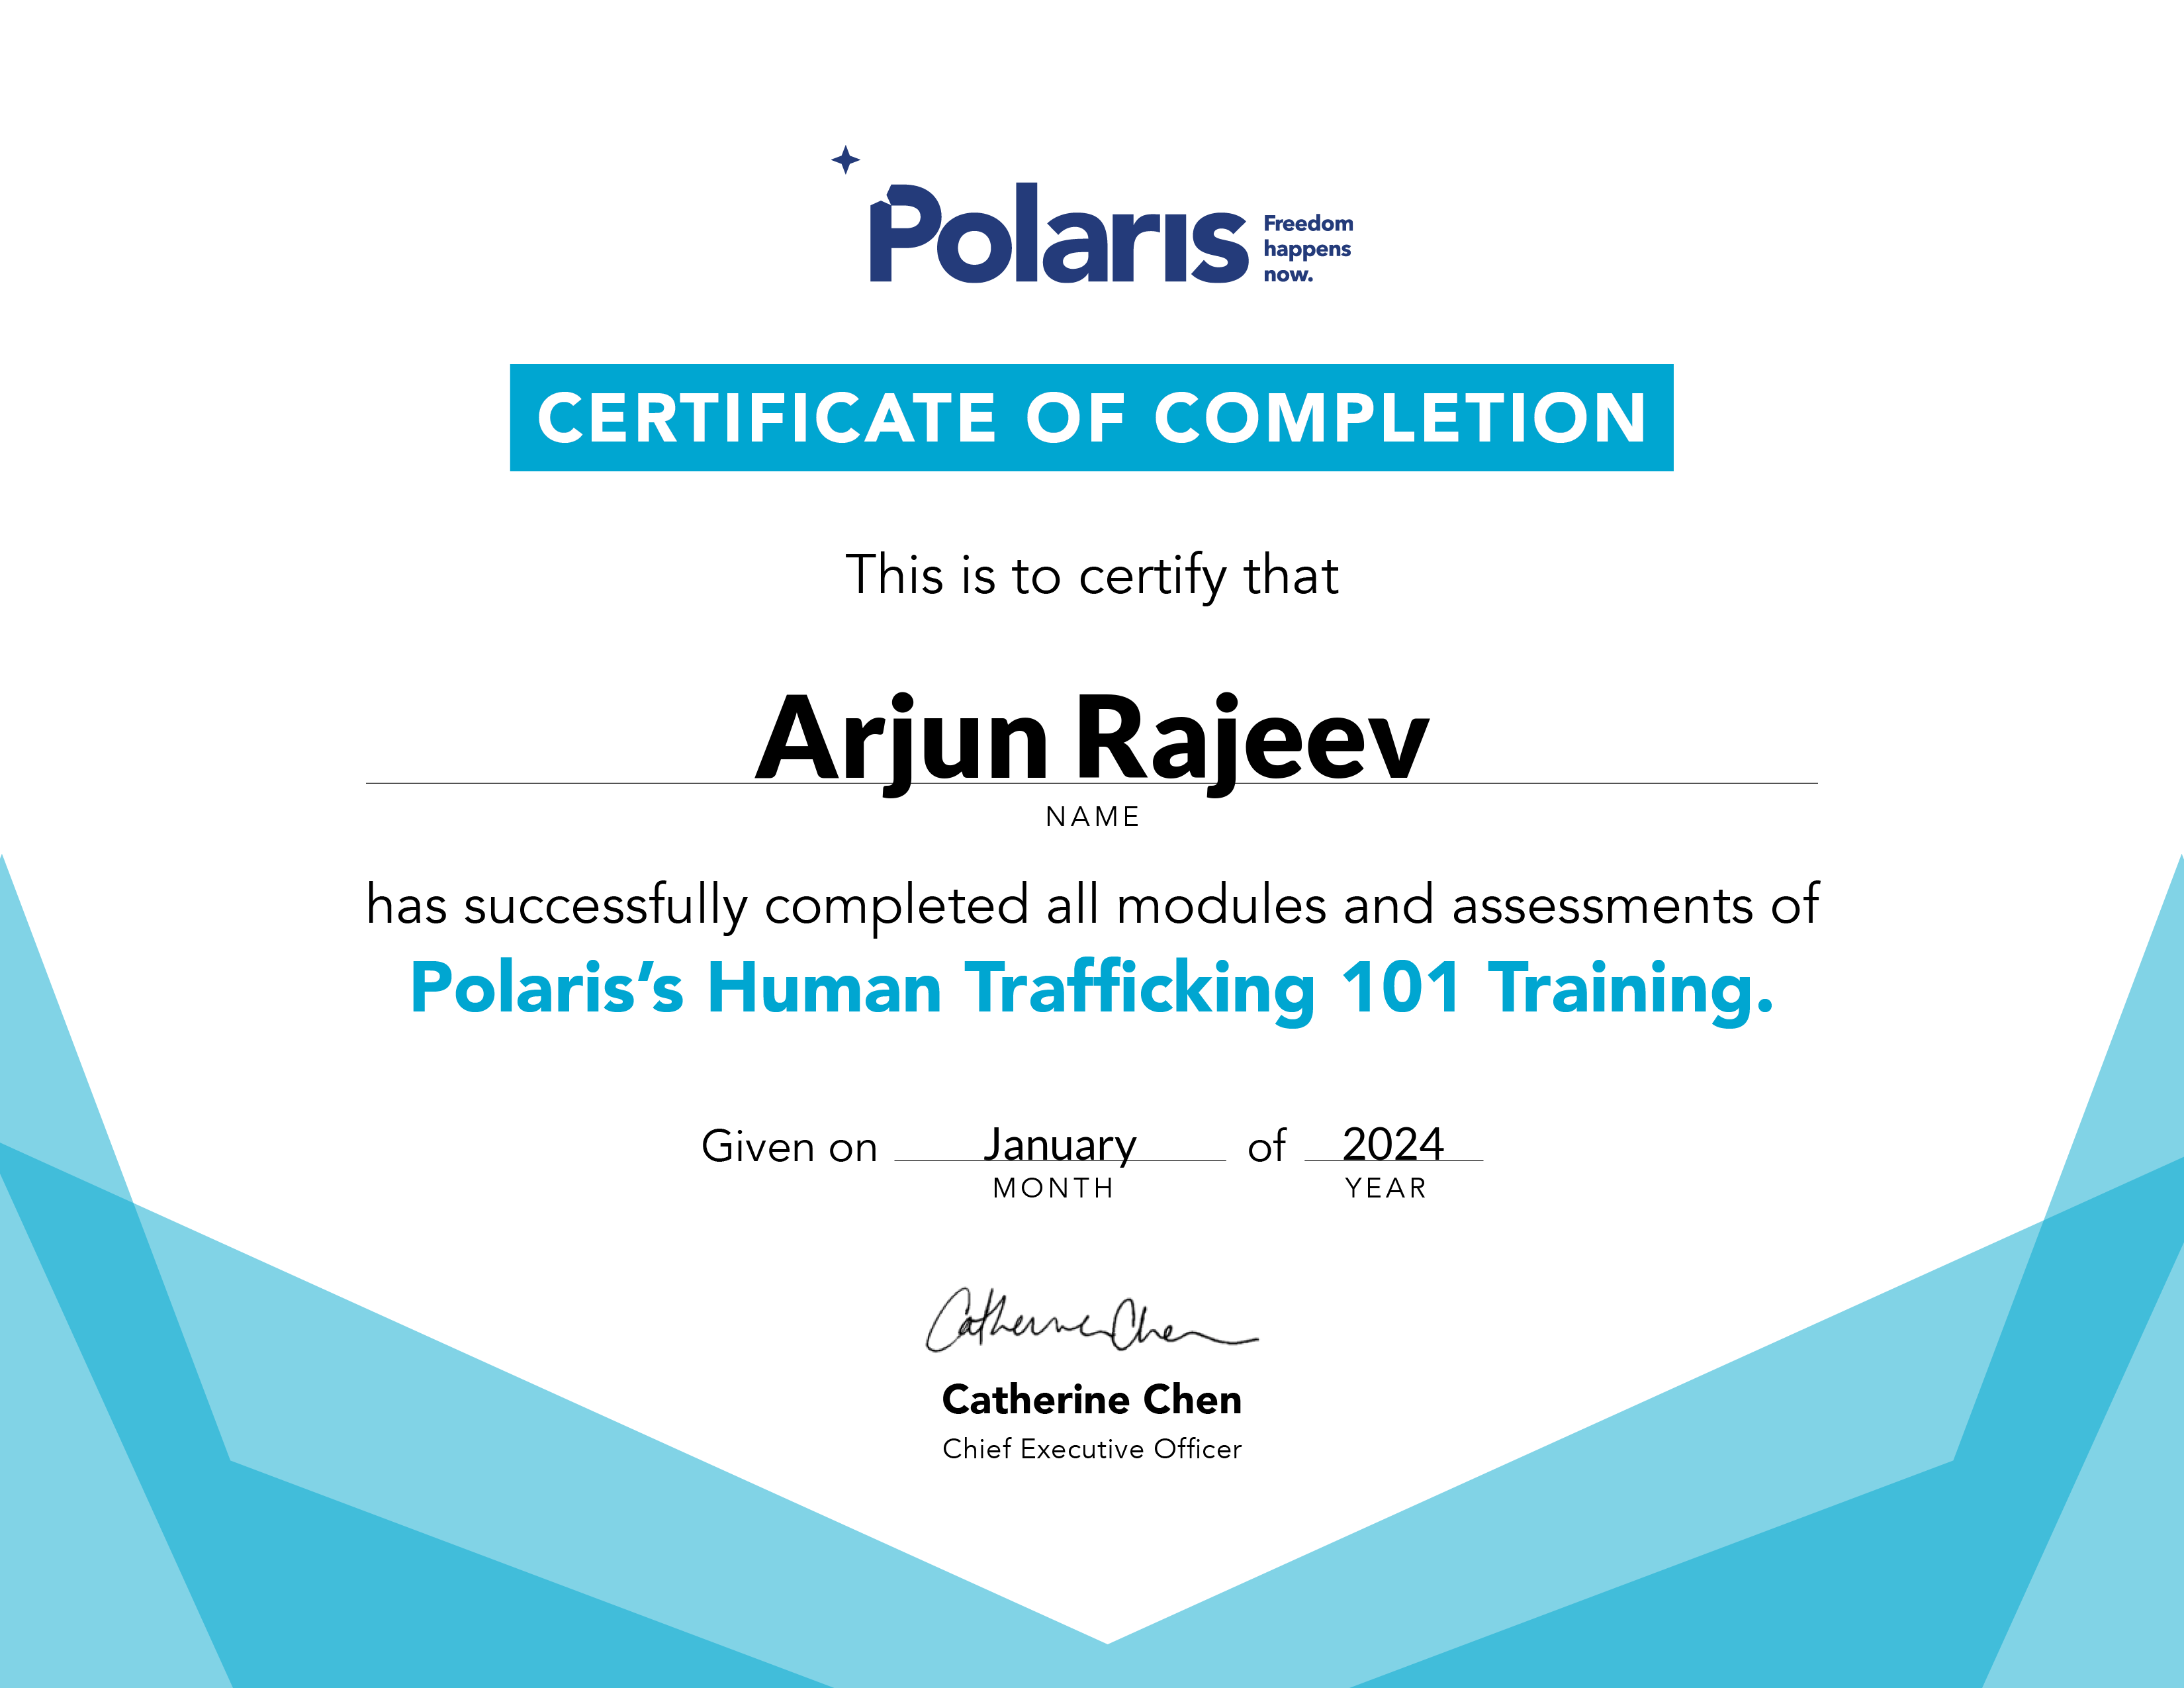 Polaris
Freedom
happens
now.
CERTIFICATE OF COMPLETION
This is to certify that
Arjun Rajeev
NAME
has successfully completed all modules and assessments of
Polaris‘s Human Trafficking 101 Training.
Given on January of 2024
MONTH YEAR
Catherine Chen
Catherine Chen
Chief Executive Officer